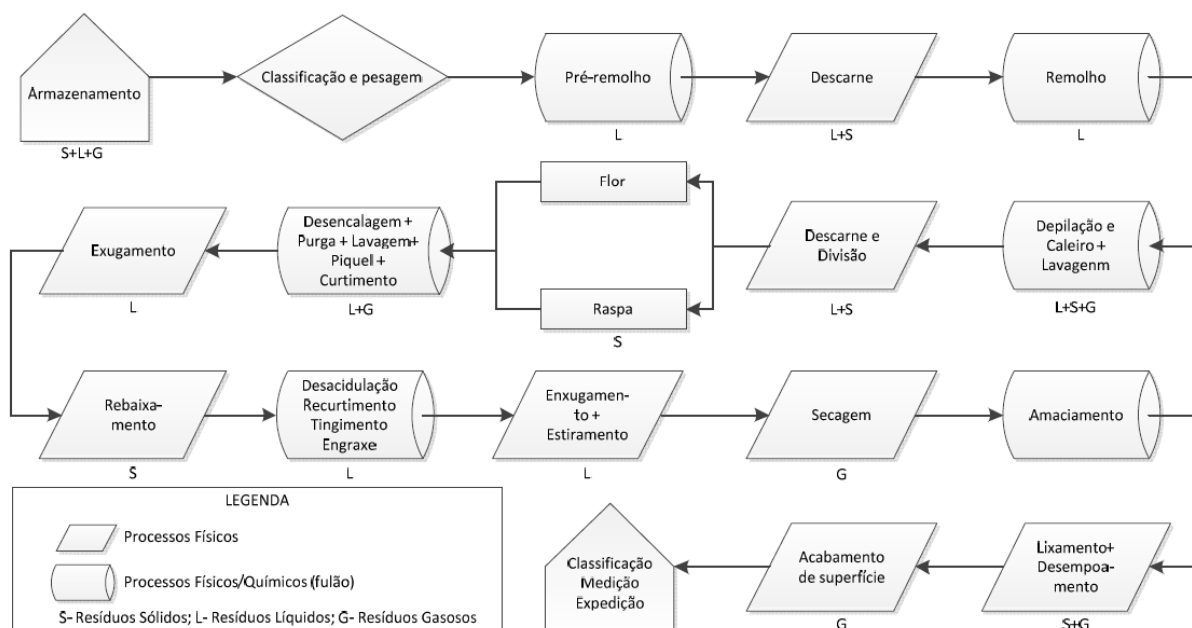 Armazenamento
S+L+G
Classificação e pesagem
Pré-remolho
L
Descarne
L+S
Remolho
L
Depilação e
Caleiro +
Lavagenm
L+S+G
Descarne e
Divisão
L+S
Flor
Raspa
S
Desencalagem +
Purga + Lavagem+
Piquel +
Curtimento
L+G
Exugamento
L
Rebaixa-
mento
S
Desacidulação
Recurtimento
Tingimento
Engraxe
L
Enxugamen-
to +
Estiramento
L
Secagem
G
Amaciamento
Lixamento+
Desempoa-
mento
S+G
Acabamento
de superfície
G
Classificação
Medição
Expedição
LEGENDA
Processos Físicos
Processos Físicos/Químicos (fulão)
S- Resíduos Sólidos; L- Resíduos Líquidos; G- Resíduos Gasosos